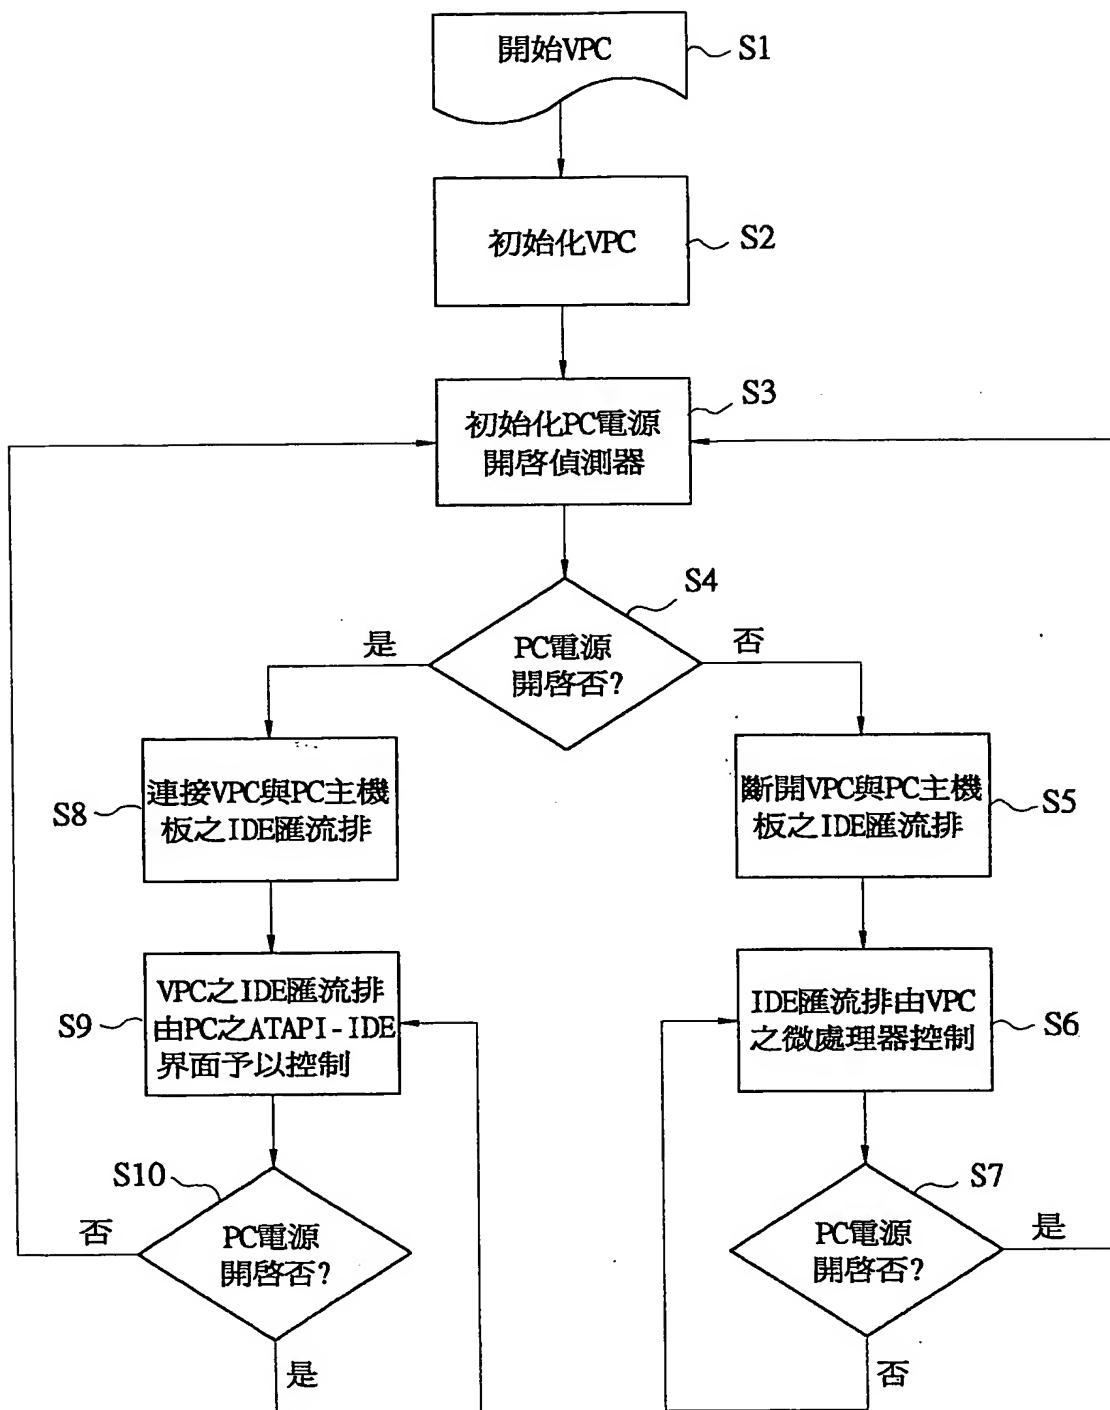 開始VPC
S1
初始化VPC
S2
初始化PC電源
開啓偵測器
S3
S4
PC電源
開啓否?
是
否
連接VPC與PC主機
板之IDE匯流排
S8
斷開VPC與PC主機
板之IDE匯流排
S5
VPC之IDE匯流排
由PC之ATAPI-IDE
界面予以控制
S9
IDE匯流排由VPC
之微處理器控制
S6
S10
PC電源
開啓否?
否
是
S7
PC電源
開啓否?
是
否